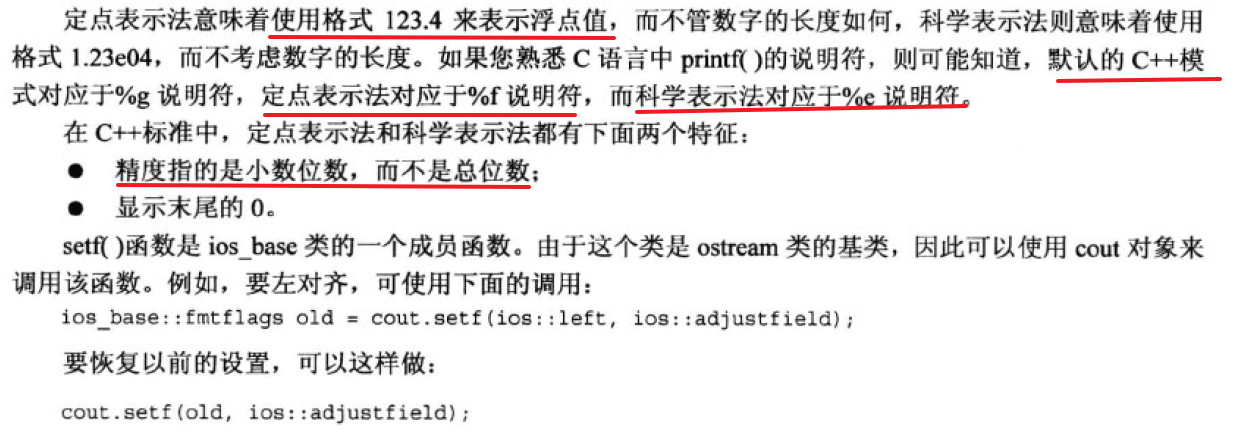 定点表示法意味着使用格式 123.4 来表示浮点值，而不管数字的长度如何，科学表示法则意味着使用
格式 1.23e04，而不考虑数字的长度。如果您熟悉 C 语言中 printf( )的说明符，则可能知道，默认的 C++模
式对应于%g 说明符，定点表示法对应于%f 说明符，而科学表示法对应于%e 说明符。
在 C++标准中，定点表示法和科学表示法都有下面两个特征：
● 精度指的是小数位数，而不是总位数；
● 显示末尾的 0。
setf( )函数是 ios_base 类的一个成员函数。由于这个类是 ostream 类的基类，因此可以使用 cout 对象来
调用该函数。例如，要左对齐，可使用下面的调用：
ios_base::fmtflags old = cout.setf(ios::left, ios::adjustfield);
要恢复以前的设置，可以这样做：
cout.setf(old, ios::adjustfield);